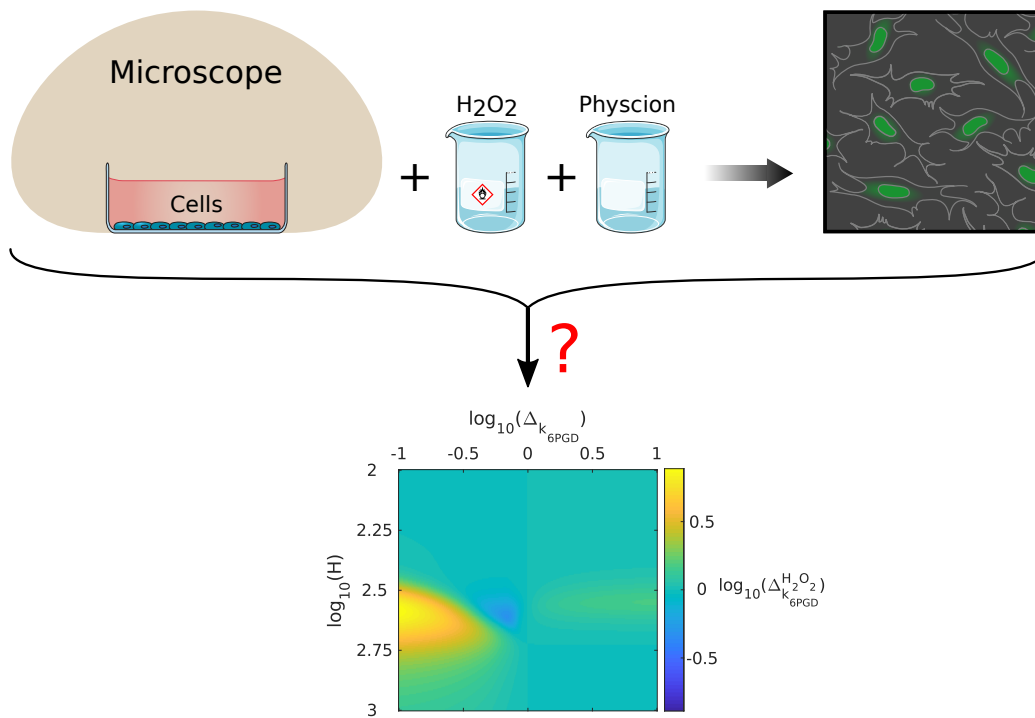 Microscope
Cells
+
H₂O₂
+
Physcion
?
log₁₀(Δk₆PGD)
-1 -0.5 0 0.5 1
log₁₀(H)
2
2.25
2.5
2.75
3
0.5
0
-0.5
log₁₀(Δ^H₂O₂_k₆PGD)